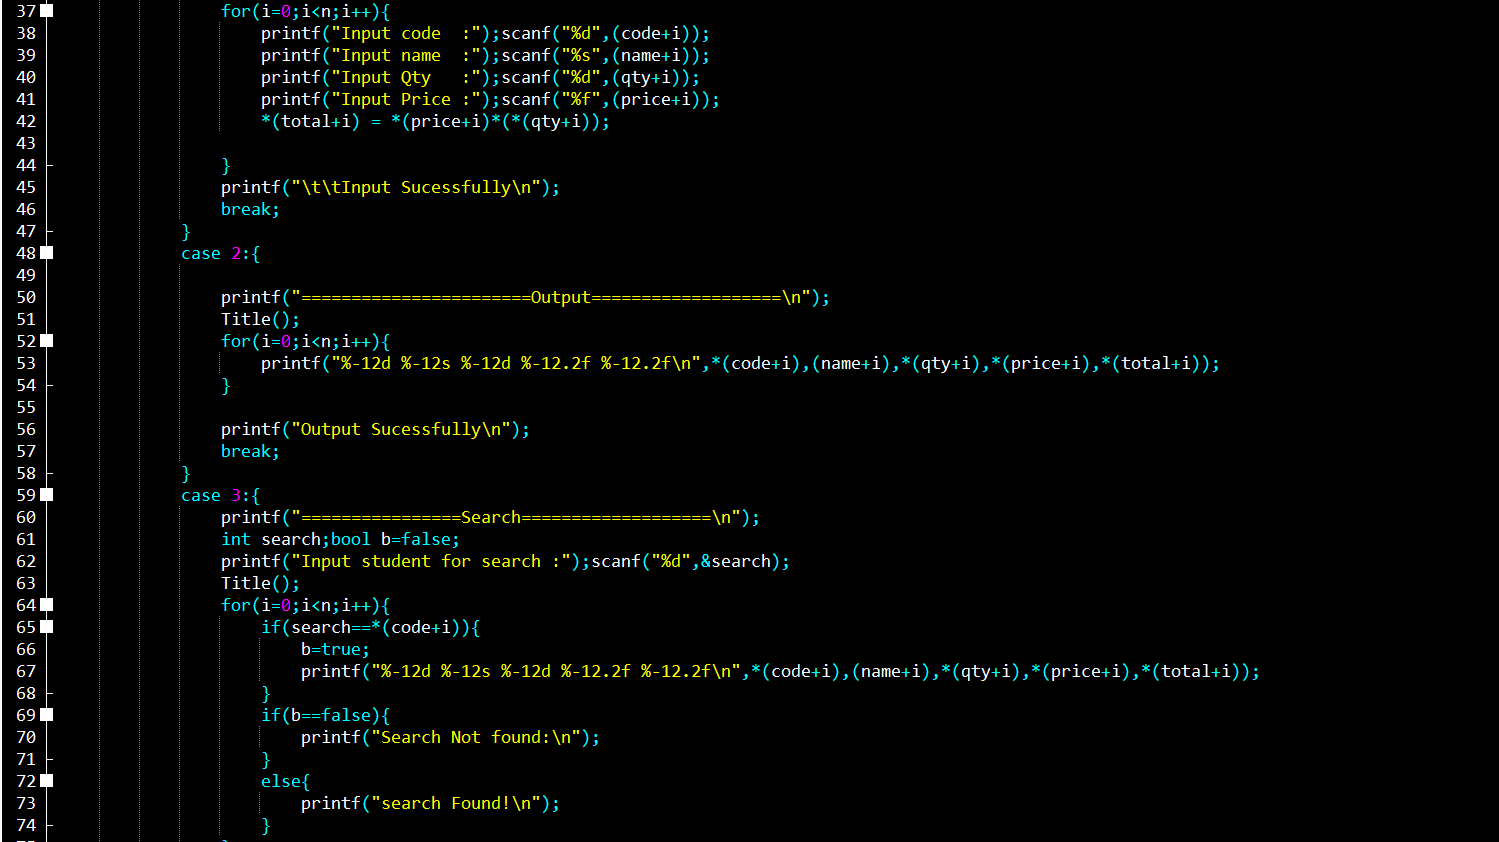 37 for(i=0;i<n;i++){
38 printf("Input code  :");scanf("%d",(code+i));
39 printf("Input name  :");scanf("%s",(name+i));
40 printf("Input Qty   :");scanf("%d",(qty+i));
41 printf("Input Price :");scanf("%f",(price+i));
42 *(total+i) = *(price+i)*(*(qty+i));
43
44 }
45 printf("\t\tInput Sucessfully\n");
46 break;
47 }
48 case 2:{
49
50 printf("=======================Output===================\n");
51 Title();
52 for(i=0;i<n;i++){
53 printf("%-12d %-12s %-12d %-12.2f %-12.2f\n",*(code+i),(name+i),*(qty+i),*(price+i),*(total+i));
54 }
55
56 printf("Output Sucessfully\n");
57 break;
58 }
59 case 3:{
60 printf("================Search===================\n");
61 int search;bool b=false;
62 printf("Input student for search :");scanf("%d",&search);
63 Title();
64 for(i=0;i<n;i++){
65 if(search==*(code+i)){
66 b=true;
67 printf("%-12d %-12s %-12d %-12.2f %-12.2f\n",*(code+i),(name+i),*(qty+i),*(price+i),*(total+i));
68 }
69 if(b==false){
70 printf("Search Not found:\n");
71 }
72 else{
73 printf("search Found!\n");
74 }